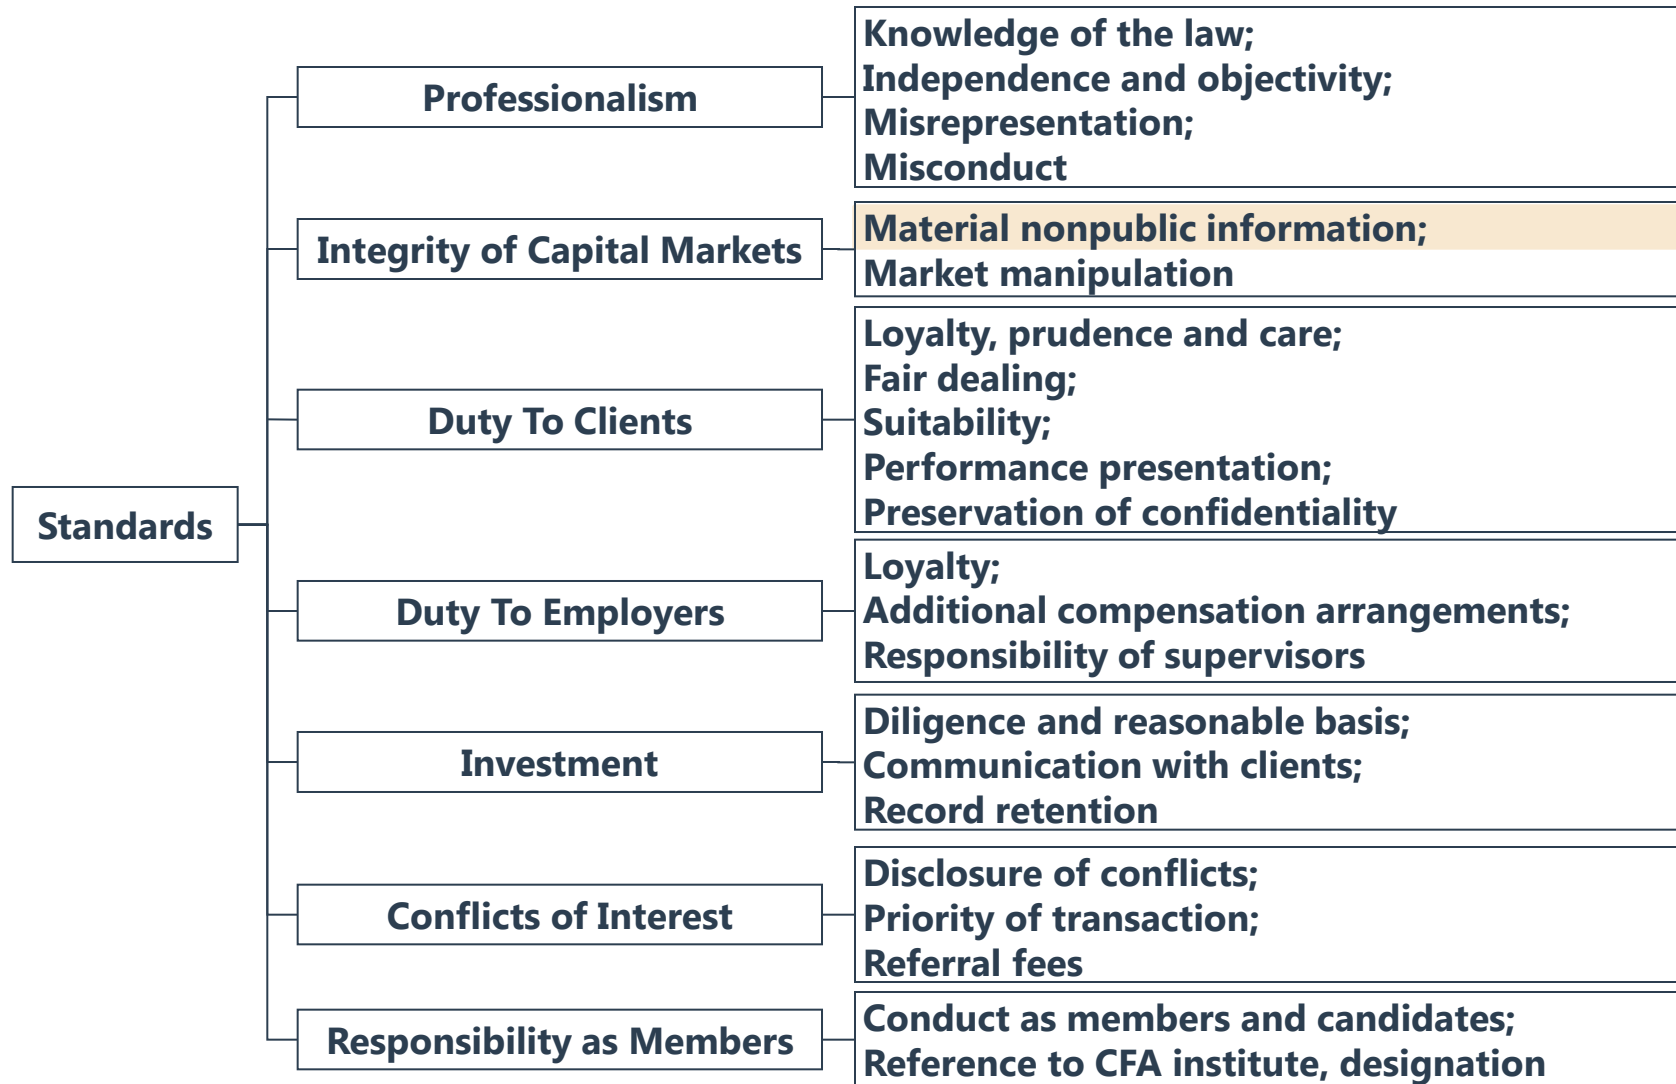 Standards
Professionalism
Knowledge of the law;
Independence and objectivity;
Misrepresentation;
Misconduct
Integrity of Capital Markets
Material nonpublic information;
Market manipulation
Duty To Clients
Loyalty, prudence and care;
Fair dealing;
Suitability;
Performance presentation;
Preservation of confidentiality
Duty To Employers
Loyalty;
Additional compensation arrangements;
Responsibility of supervisors
Investment
Diligence and reasonable basis;
Communication with clients;
Record retention
Conflicts of Interest
Disclosure of conflicts;
Priority of transaction;
Referral fees
Responsibility as Members
Conduct as members and candidates;
Reference to CFA institute, designation